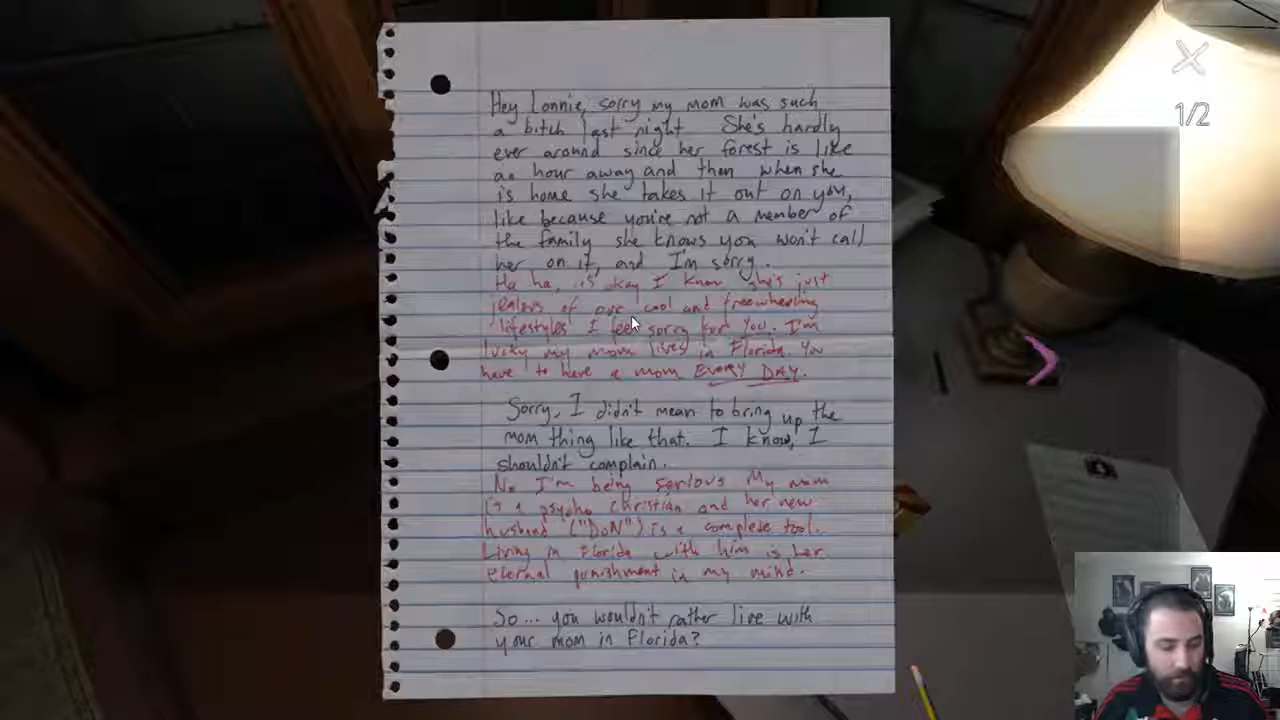 1/2
Hey Lonnie, sorry my mom was such
a bitch last night. She's hardly
ever around since her forest is like
an hour away and then when she
is home she takes it out on you,
like because you're not a member of
the family she knows you won't call
her on it, and I'm sorry.
Ha ha, it's okay I know she's just
jealous of our cool and freewheeling
"lifestyles" I feel sorry for you. I'm
lucky my mom lives in Florida. You
have to have a mom EVERY DAY.
Sorry, I didn't mean to bring up the
mom thing like that. I know, I
shouldn't complain.
No I'm being serious My mom
is a psycho christian and her new
husband ("DoN") is a complete tool.
Living in Florida with him is her
eternal punishment in my mind.
So... you wouldn't rather live with
your mom in Florida?